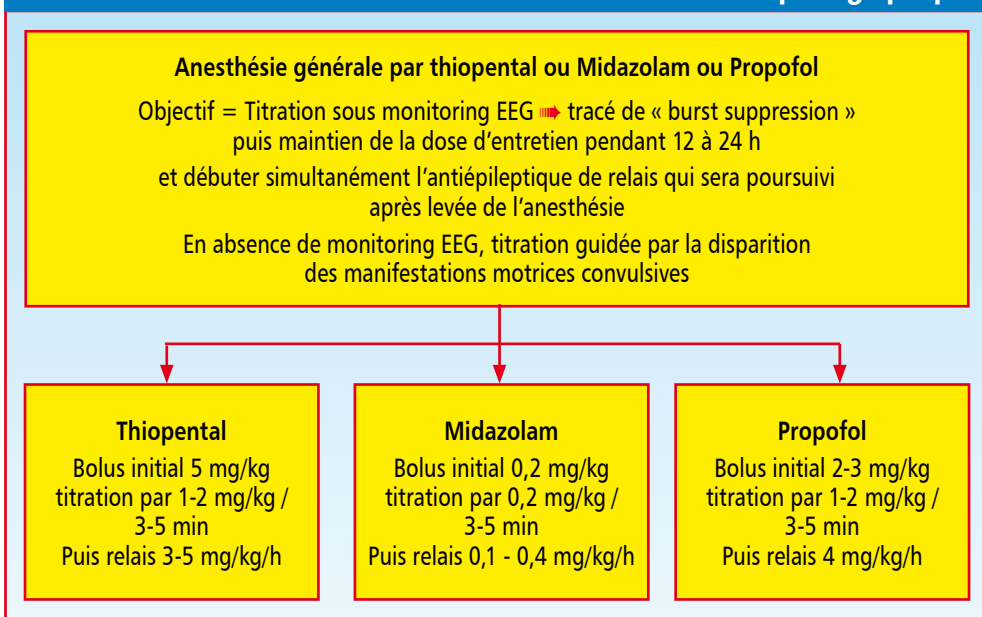 Anesthésie générale par thiopental ou Midazolam ou Propofol
Objectif = Titration sous monitoring EEG ➠ tracé de « burst suppression »
puis maintien de la dose d’entretien pendant 12 à 24 h
et débuter simultanément l’antiépileptique de relais qui sera poursuivi
après levée de l’anesthésie
En absence de monitoring EEG, titration guidée par la disparition
des manifestations motrices convulsives
Thiopental
Bolus initial 5 mg/kg
titration par 1-2 mg/kg /
3-5 min
Puis relais 3-5 mg/kg/h
Midazolam
Bolus initial 0,2 mg/kg
titration par 0,2 mg/kg /
3-5 min
Puis relais 0,1 - 0,4 mg/kg/h
Propofol
Bolus initial 2-3 mg/kg
titration par 1-2 mg/kg /
3-5 min
Puis relais 4 mg/kg/h